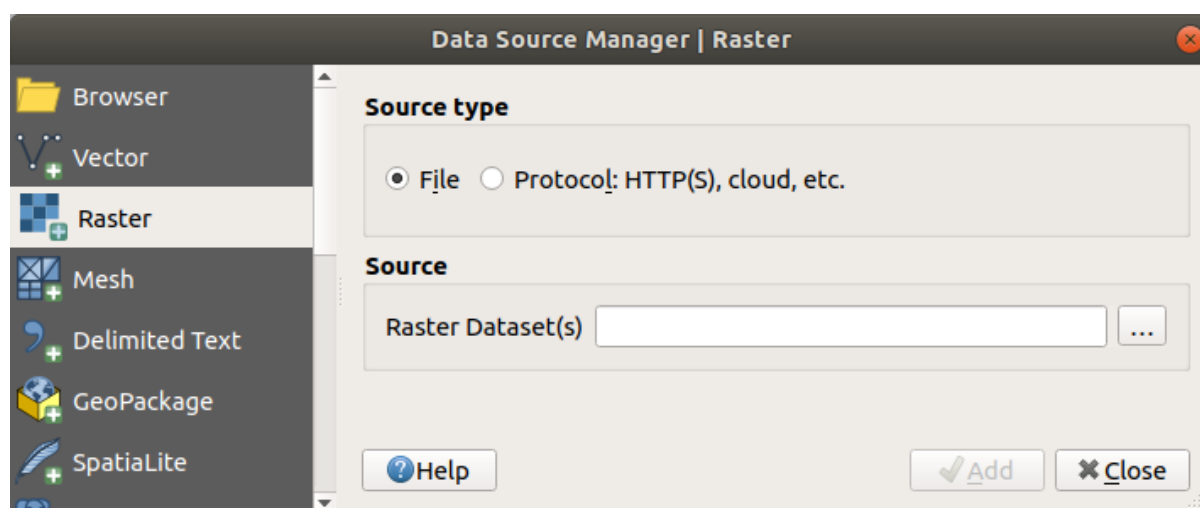 Data Source Manager | Raster
Browser
Vector
Raster
Mesh
Delimited Text
GeoPackage
SpatiaLite
Source type
File
Protocol: HTTP(S), cloud, etc.
Source
Raster Dataset(s)
...
Help
Add
Close